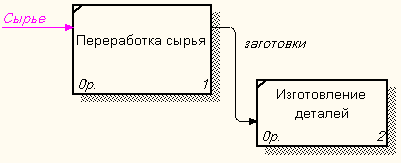 Сырье
Переработка сырья
0р.
1
заготовки
Изготовление
деталей
0р.
2